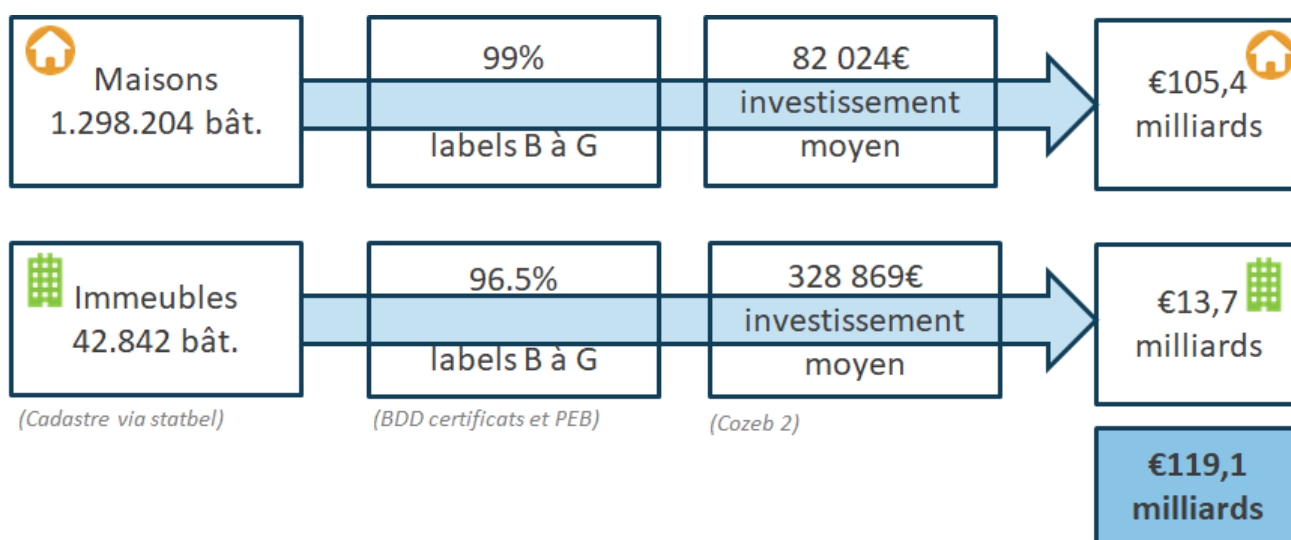 Maisons
1.298.204 bât.
99%
labels B à G
82 024€
investissement
moyen
€105,4
milliards
Immeubles
42.842 bât.
96.5%
labels B à G
328 869€
investissement
moyen
€13,7
milliards
(Cadastre via statbel)
(BDD certificats et PEB)
(Cozeb 2)
€119,1
milliards